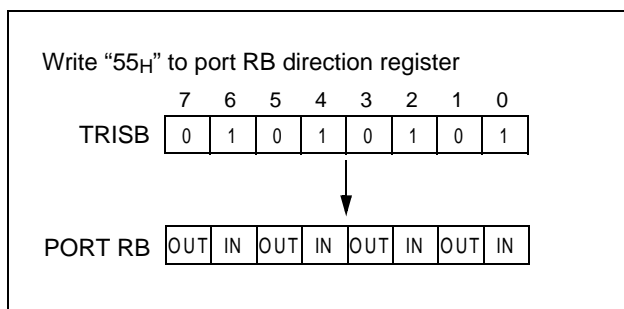 Write “55H” to port RB direction register
7 6 5 4 3 2 1 0
TRISB 0 1 0 1 0 1 0 1
PORT RB OUT IN OUT IN OUT IN OUT IN